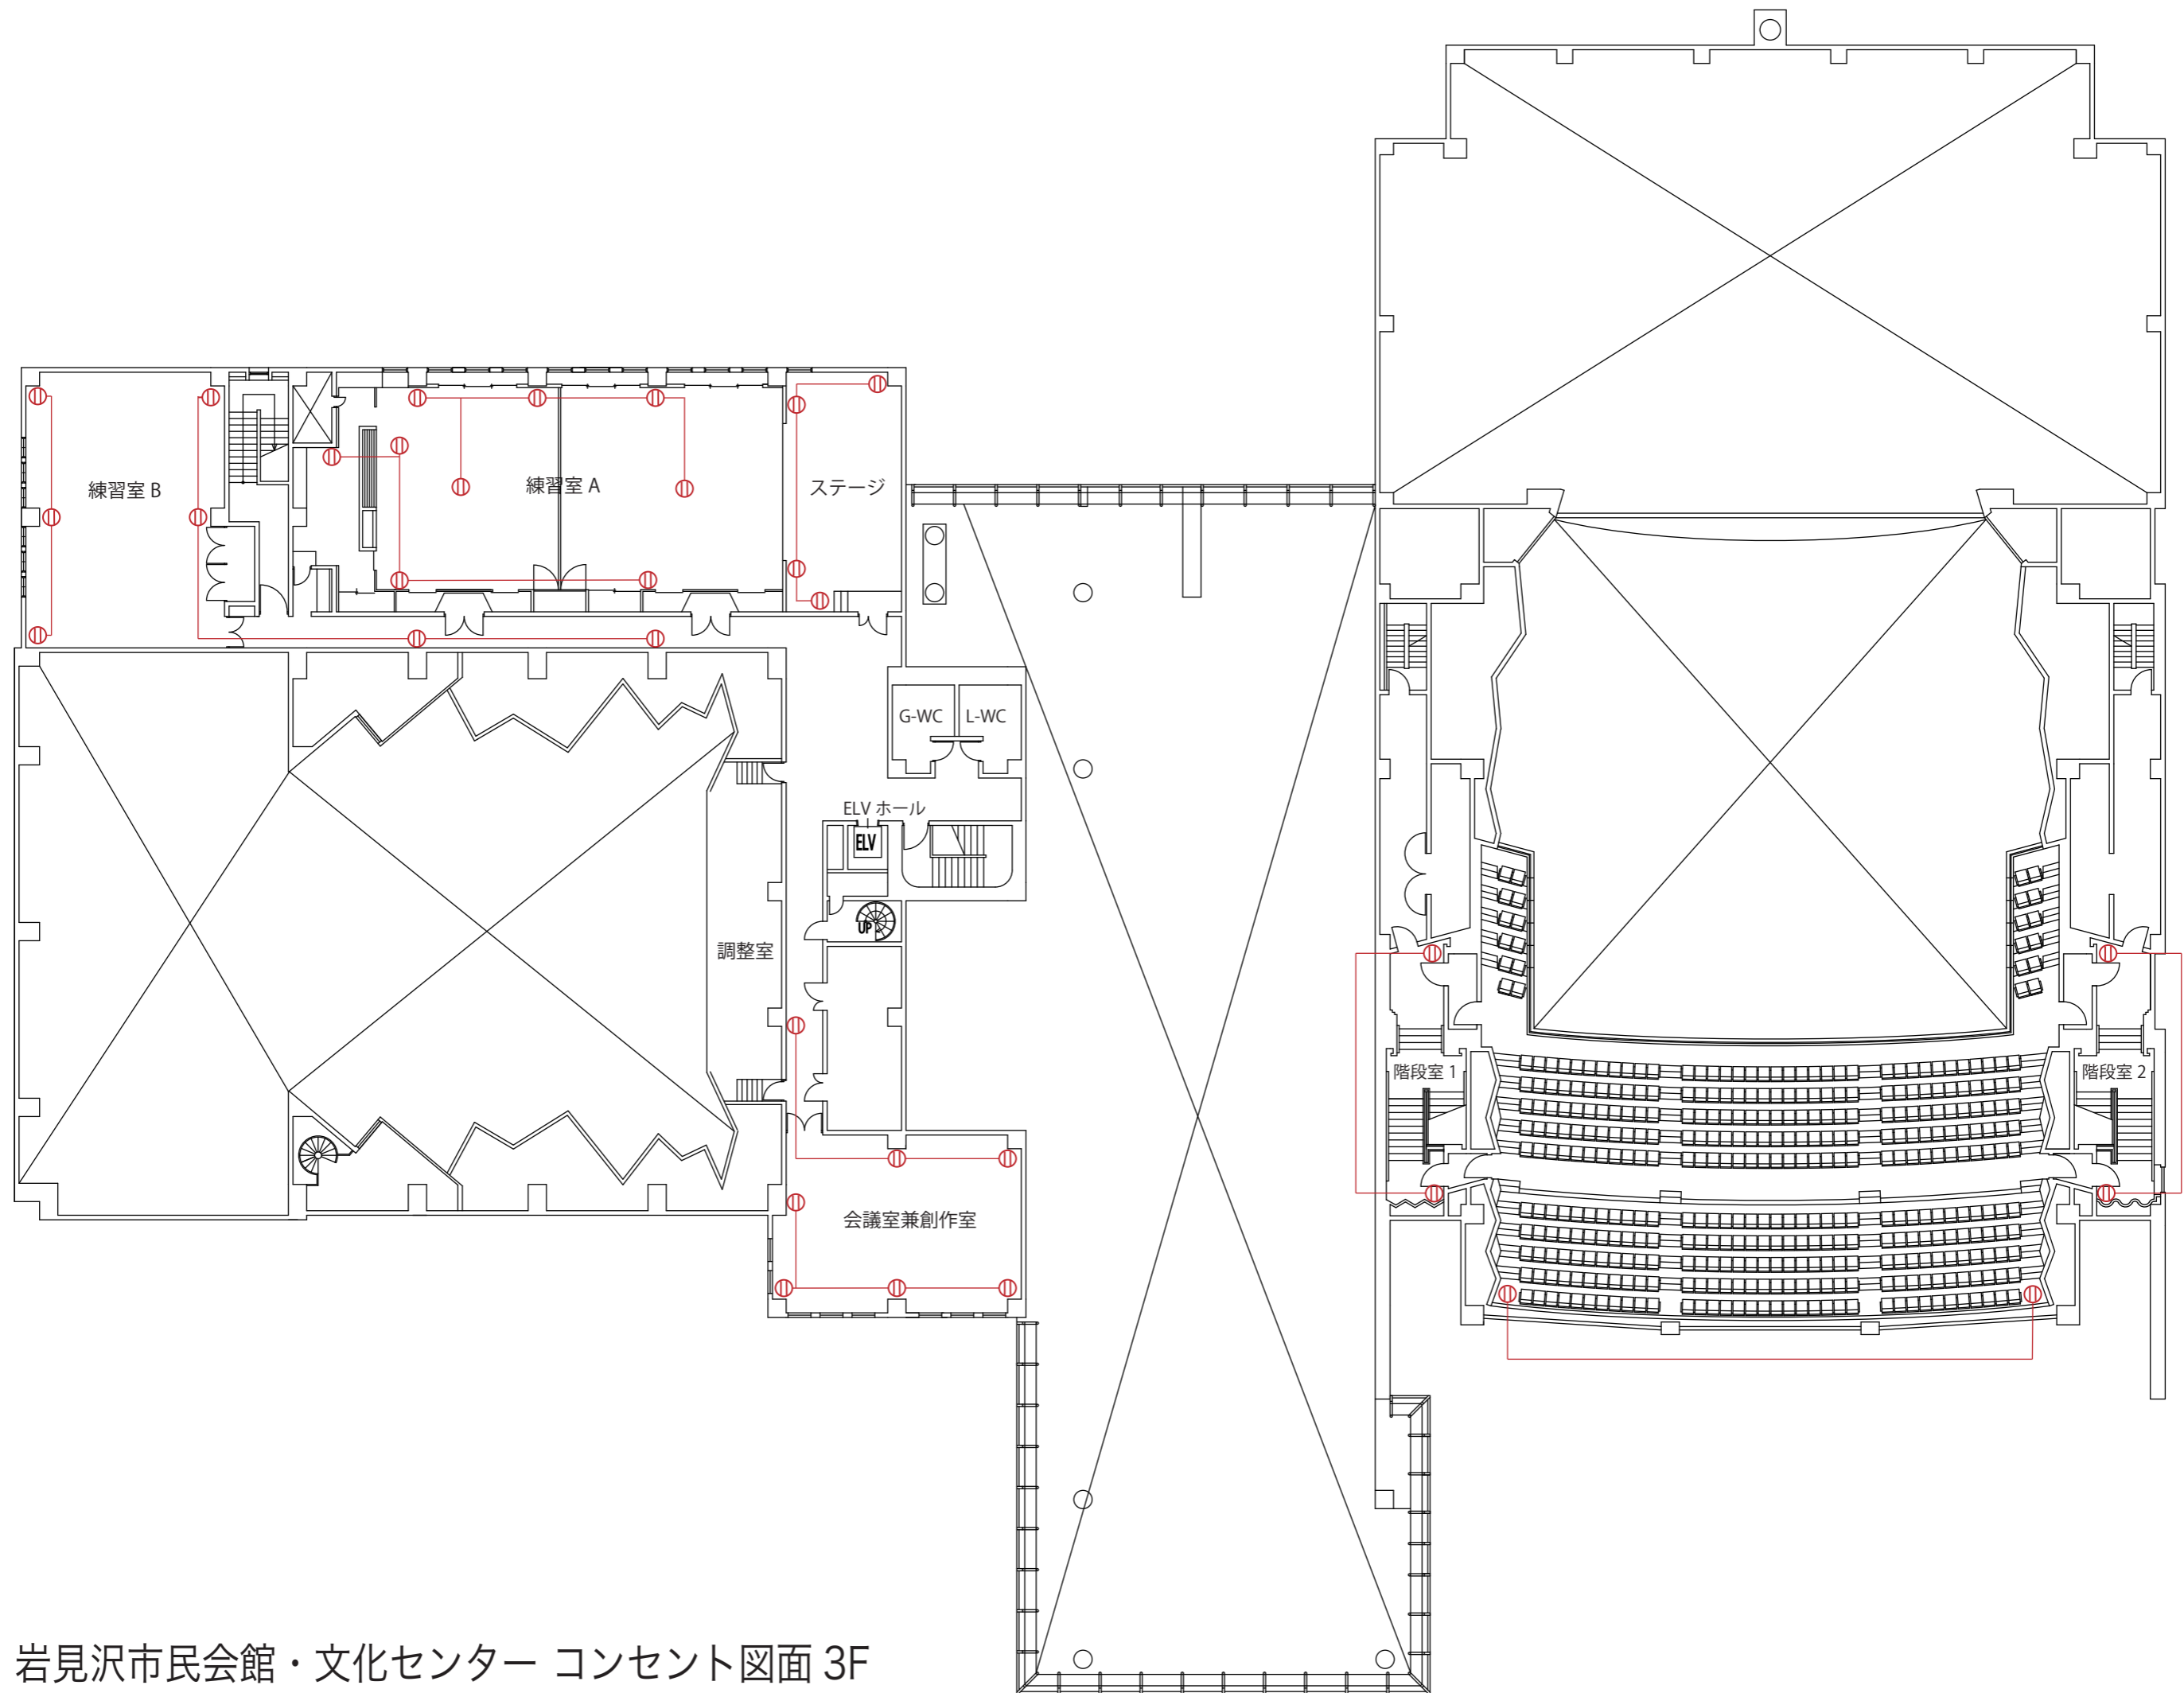 練習室 B
練習室 A
ステージ
G-WC
L-WC
ELV ホール
ELV
UP
調整室
階段室 1
階段室 2
会議室兼創作室
岩見沢市民会館・文化センター コンセント図面 3F